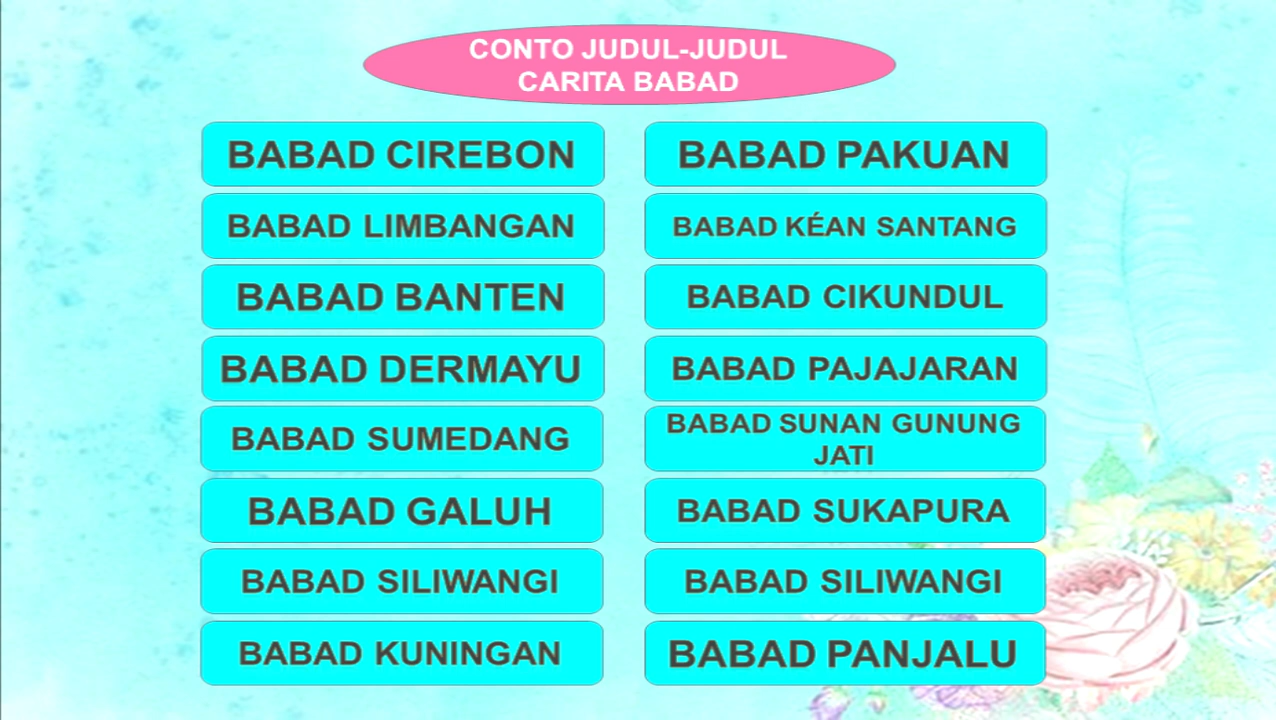 CONTO JUDUL-JUDUL
CARITA BABAD
BABAD CIREBON
BABAD LIMBANGAN
BABAD BANTEN
BABAD DERMAYU
BABAD SUMEDANG
BABAD GALUH
BABAD SILIWANGI
BABAD KUNINGAN
BABAD PAKUAN
BABAD KÉAN SANTANG
BABAD CIKUNDUL
BABAD PAJAJARAN
BABAD SUNAN GUNUNG
JATI
BABAD SUKAPURA
BABAD SILIWANGI
BABAD PANJALU